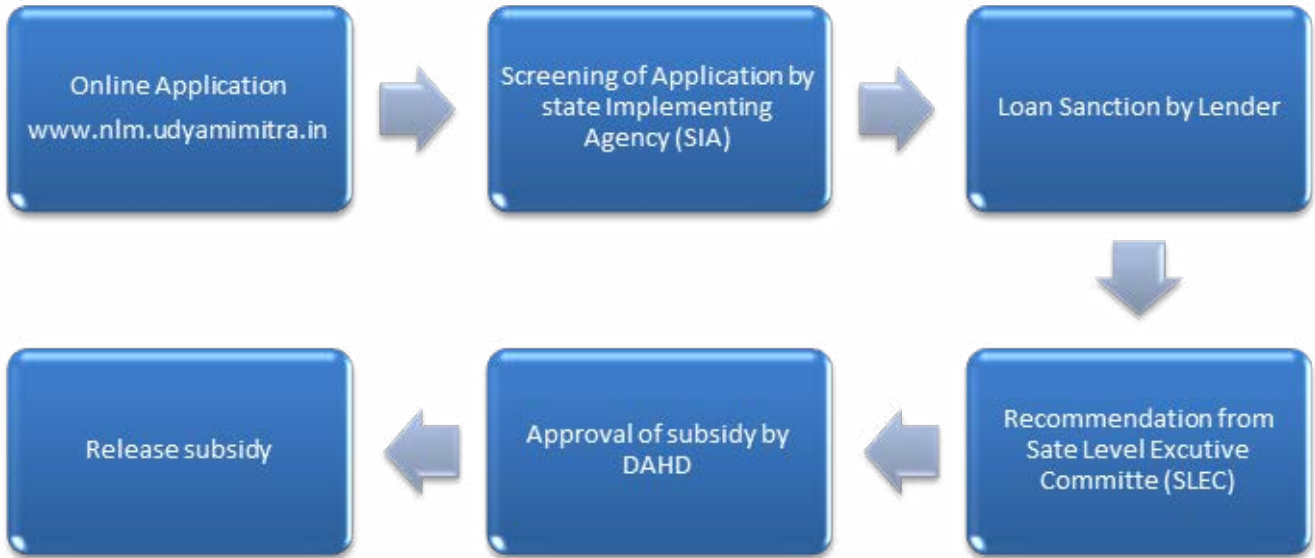 Online Application
www.nlm.udyamimitra.in
Screening of Application by
state Implementing
Agency (SIA)
Loan Sanction by Lender
Recommendation from
Sate Level Excutive
Committe (SLEC)
Approval of subsidy by
DAHD
Release subsidy